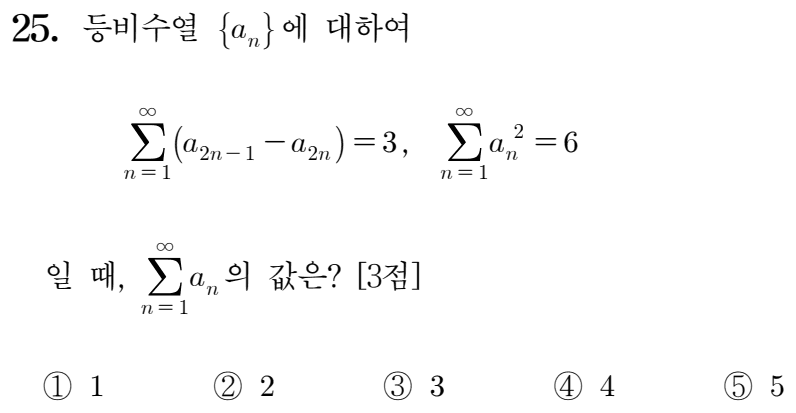 25. 등비수열 {aₙ}에 대하여
∑_{n=1}^{∞}(a_{2n-1} - a_{2n}) = 3, ∑_{n=1}^{∞} aₙ² = 6
일 때, ∑_{n=1}^{∞} aₙ의 값은? [3점]
① 1 ② 2 ③ 3 ④ 4 ⑤ 5